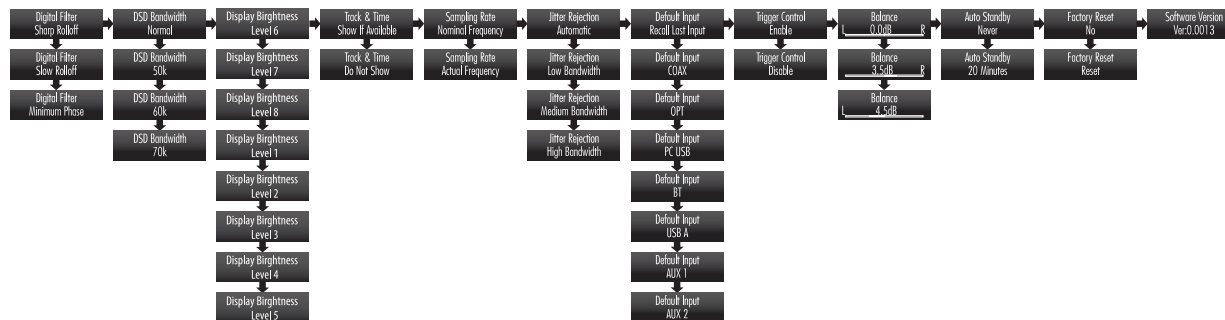 Digital Filter
Sharp Rolloff
Digital Filter
Slow Rolloff
Digital Filter
Minimum Phase
DSD Bandwidth
Normal
DSD Bandwidth
50k
DSD Bandwidth
60k
DSD Bandwidth
70k
Display Birghtness
Level 6
Display Birghtness
Level 7
Display Birghtness
Level 8
Display Birghtness
Level 1
Display Birghtness
Level 2
Display Birghtness
Level 3
Display Birghtness
Level 4
Display Birghtness
Level 5
Track & Time
Show If Available
Track & Time
Do Not Show
Sampling Rate
Nominal Frequency
Sampling Rate
Actual Frequency
Jitter Rejection
Automatic
Jitter Rejection
Low Bandwidth
Jitter Rejection
Medium Bandwidth
Jitter Rejection
High Bandwidth
Default Input
Recall Last Input
Default Input
COAX
Default Input
OPT
Default Input
PC USB
Default Input
BT
Default Input
USB A
Default Input
AUX 1
Default Input
AUX 2
Trigger Control
Enable
Trigger Control
Disable
Balance
L 0.0dB R
Balance
3.5dB R
Balance
L 4.5dB
Auto Standby
Never
Auto Standby
20 Minutes
Factory Reset
No
Factory Reset
Reset
Software Version
Ver:0.0013